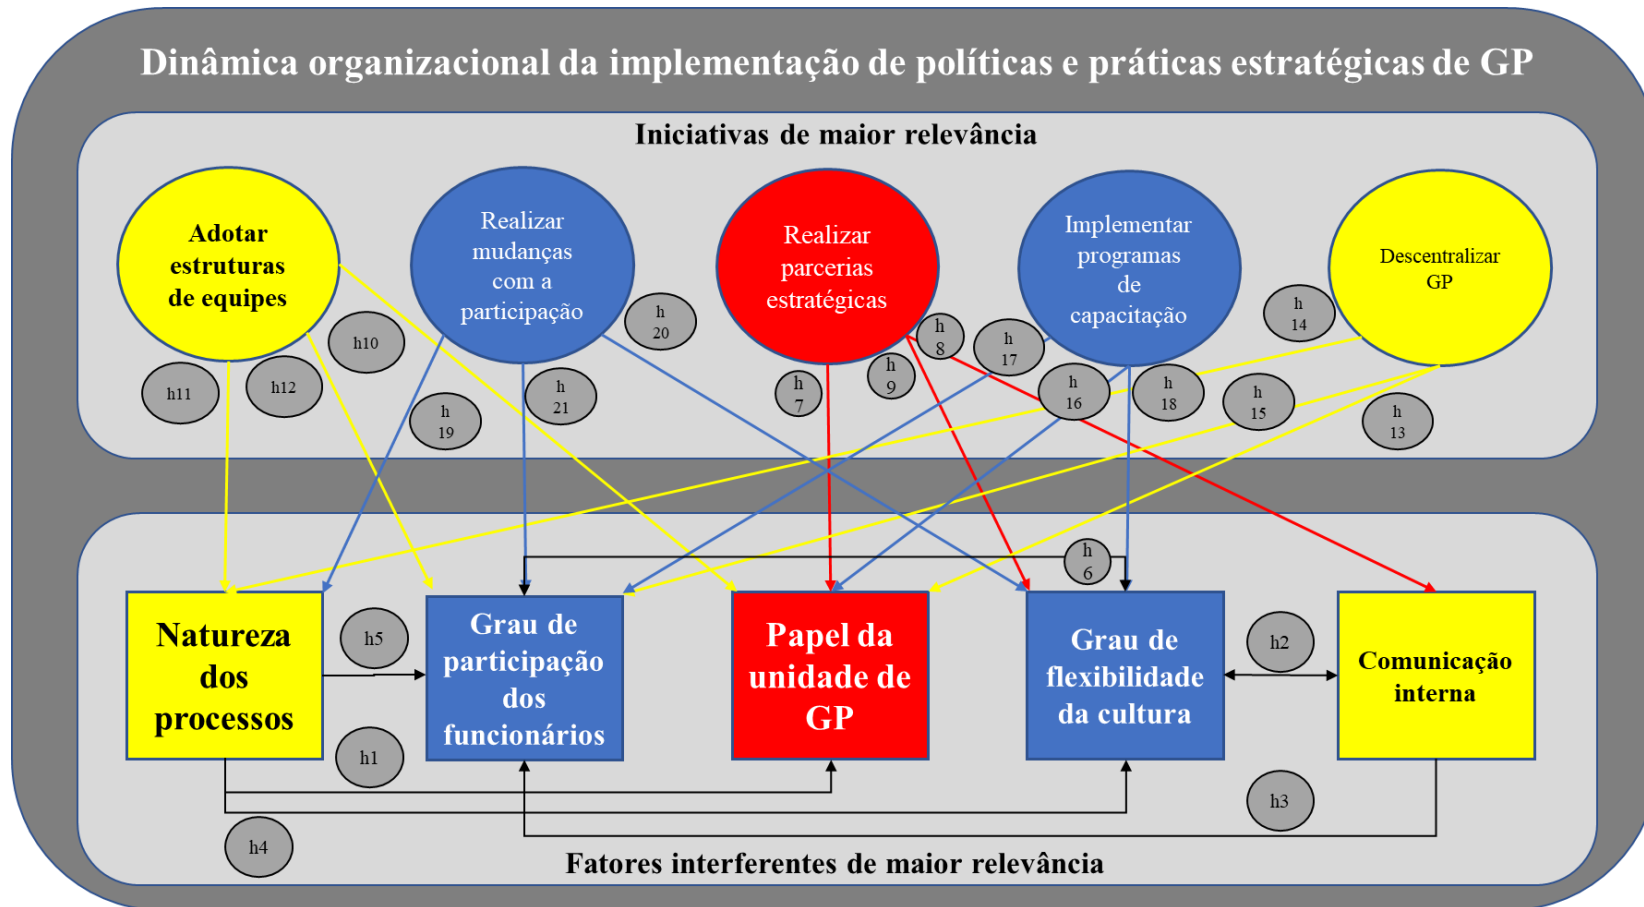 Dinâmica organizacional da implementação de políticas e práticas estratégicas de GP
Iniciativas de maior relevância
Adotar
estruturas
de equipes
Realizar
mudanças
com a
participação
Realizar
parcerias
estratégicas
Implementar
programas
de
capacitação
Descentralizar
GP
h10
h11
h12
h
19
h
20
h
21
h
7
h
9
h
8
h
17
h
16
h
18
h
14
h
15
h
13
h
6
Natureza
dos
processos
h5
Grau de
participação
dos
funcionários
Papel da
unidade de
GP
Grau de
flexibilidade
da cultura
h2
Comunicação
interna
h1
h3
h4
Fatores interferentes de maior relevância